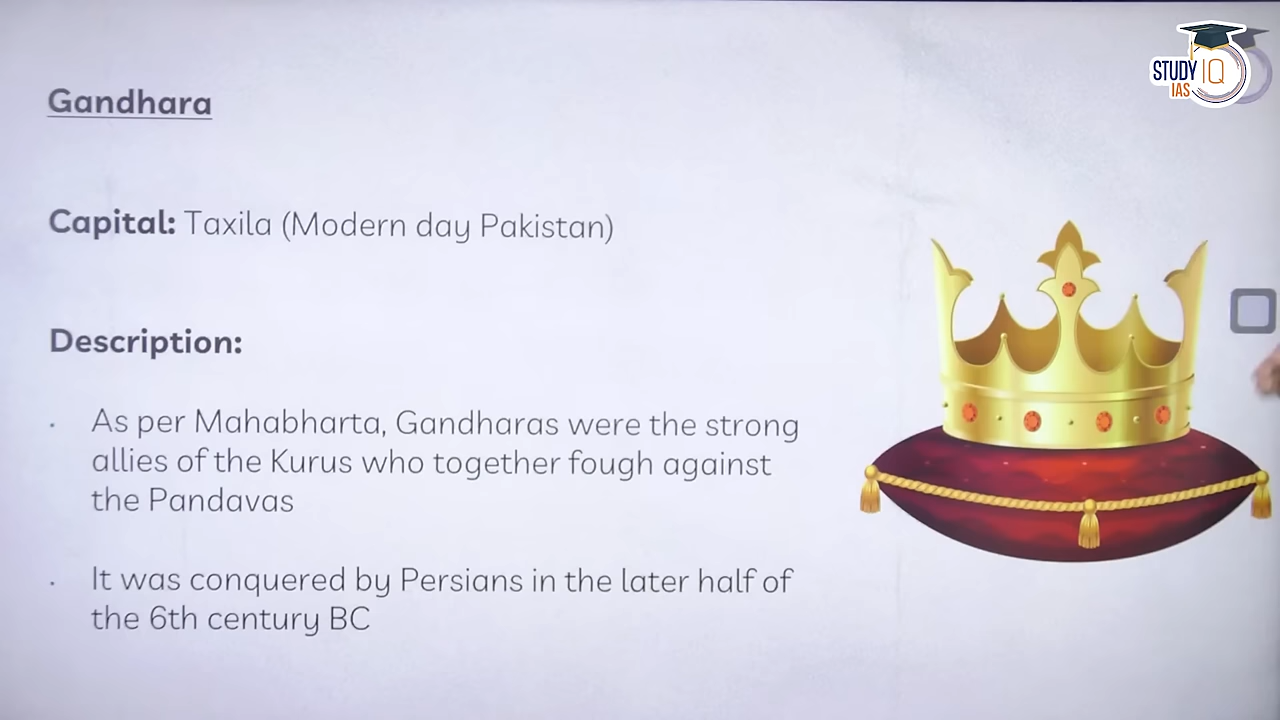 STUDY IQ
IAS
Gandhara
Capital: Taxila (Modern day Pakistan)
Description:
· As per Mahabharta, Gandharas were the strong
allies of the Kurus who together fough against
the Pandavas
· It was conquered by Persians in the later half of
the 6th century BC